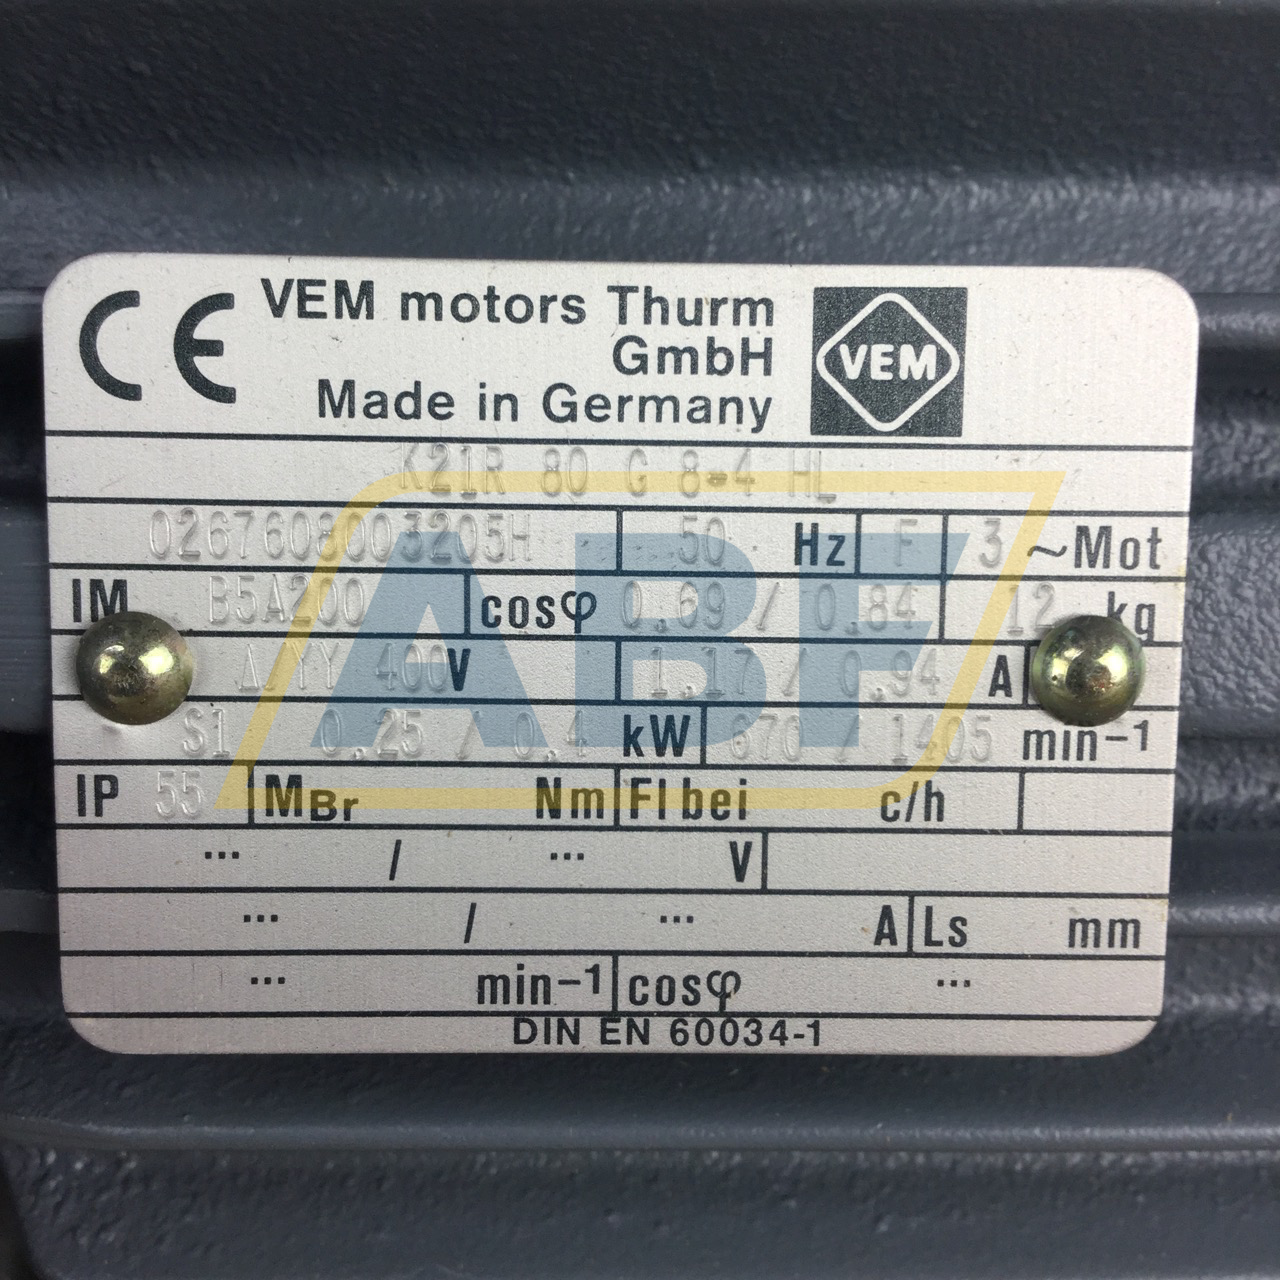 CE VEM motors Thurm
GmbH
Made in Germany
VEM
K21R 80 G 8-4 HL
0267608003205H 50 Hz F 3 ~Mot
IM B5A200 cosφ 0.69 / 0.84 12 kg
Δ/YY 400V 1.17 / 0.94 A
S1 0.25 / 0.4 kW 670 / 1405 min-1
IP 55 MBr Nm FI bei c/h
... / ... V
... / ... A Ls mm
... min-1 cosφ ...
DIN EN 60034-1
ABF